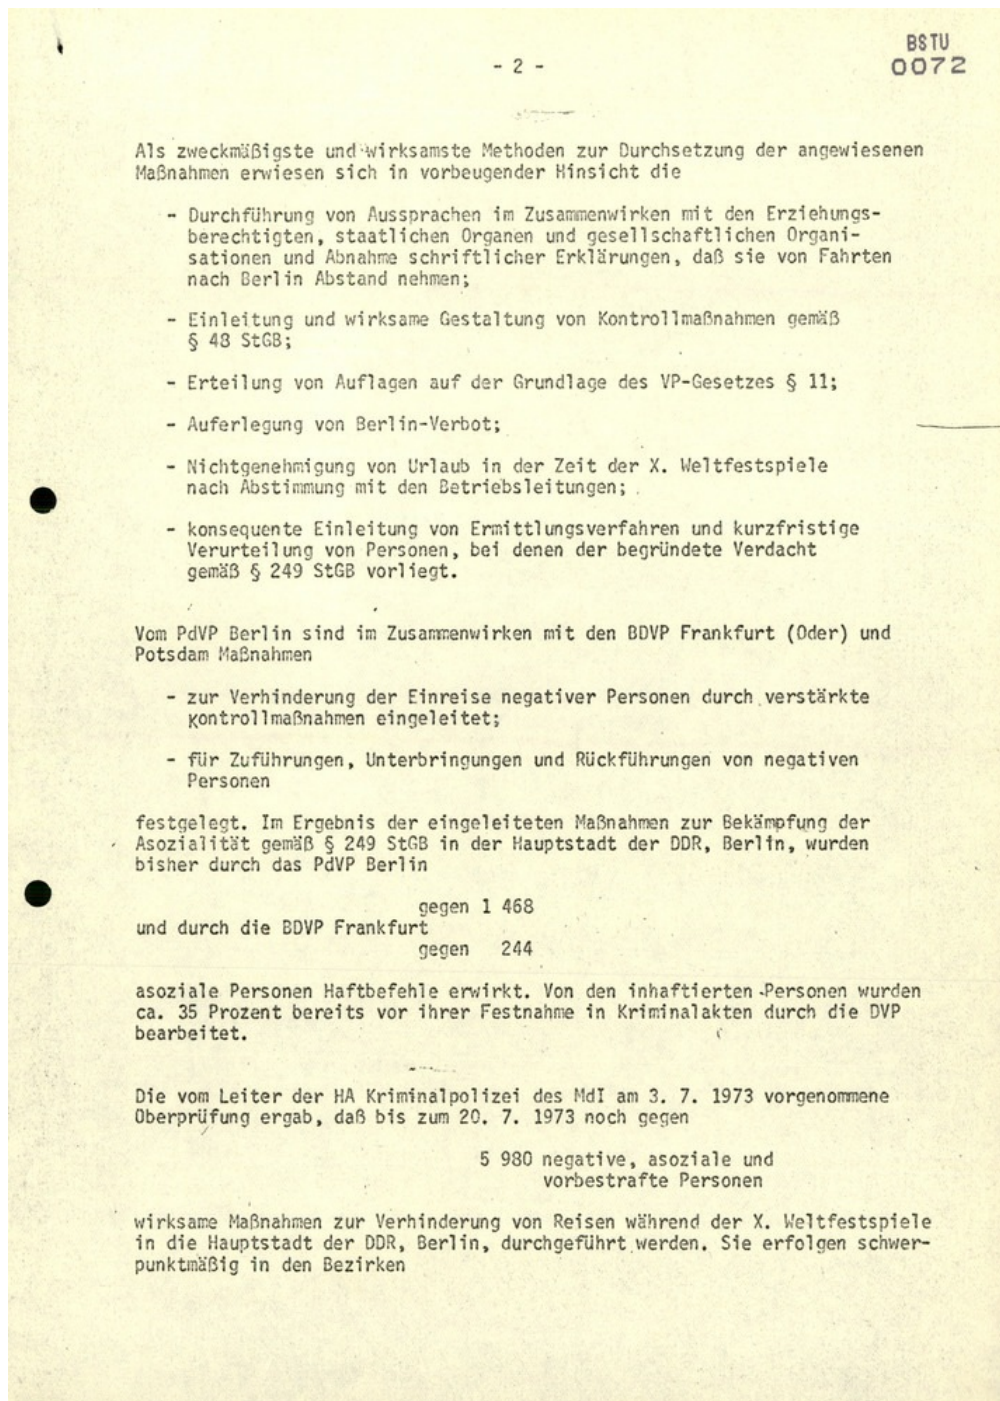 BSTU
0072
- 2 -
Als zweckmäßigste und wirksamste Methoden zur Durchsetzung der angewiesenen
Maßnahmen erwiesen sich in vorbeugender Hinsicht die
- Durchführung von Aussprachen im Zusammenwirken mit den Erziehungs-
berechtigten, staatlichen Organen und gesellschaftlichen Organi-
sationen und Abnahme schriftlicher Erklärungen, daß sie von Fahrten
nach Berlin Abstand nehmen;
- Einleitung und wirksame Gestaltung von Kontrollmaßnahmen gemäß
§ 48 StGB;
- Erteilung von Auflagen auf der Grundlage des VP-Gesetzes § 11;
- Auferlegung von Berlin-Verbot;
- Nichtgenehmigung von Urlaub in der Zeit der X. Weltfestspiele
nach Abstimmung mit den Betriebsleitungen;
- konsequente Einleitung von Ermittlungsverfahren und kurzfristige
Verurteilung von Personen, bei denen der begründete Verdacht
gemäß § 249 StGB vorliegt.
Vom PdVP Berlin sind im Zusammenwirken mit den BDVP Frankfurt (Oder) und
Potsdam Maßnahmen
- zur Verhinderung der Einreise negativer Personen durch verstärkte
Kontrollmaßnahmen eingeleitet;
- für Zuführungen, Unterbringungen und Rückführungen von negativen
Personen
festgelegt. Im Ergebnis der eingeleiteten Maßnahmen zur Bekämpfung der
Asozialität gemäß § 249 StGB in der Hauptstadt der DDR, Berlin, wurden
bisher durch das PdVP Berlin
gegen 1 468
und durch die BDVP Frankfurt
gegen 244
asoziale Personen Haftbefehle erwirkt. Von den inhaftierten Personen wurden
ca. 35 Prozent bereits vor ihrer Festnahme in Kriminalakten durch die DVP
bearbeitet.
Die vom Leiter der HA Kriminalpolizei des MdI am 3. 7. 1973 vorgenommene
Überprüfung ergab, daß bis zum 20. 7. 1973 noch gegen
5 980 negative, asoziale und
vorbestrafte Personen
wirksame Maßnahmen zur Verhinderung von Reisen während der X. Weltfestspiele
in die Hauptstadt der DDR, Berlin, durchgeführt werden. Sie erfolgen schwer-
punktmäßig in den Bezirken